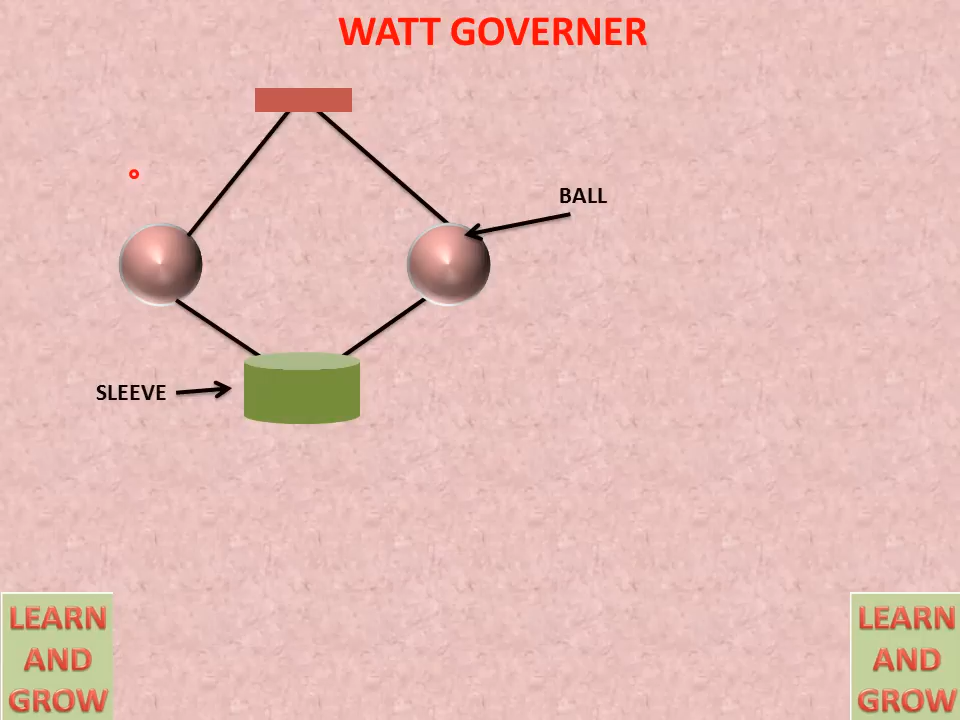 WATT GOVERNER
BALL
SLEEVE
LEARN
AND
GROW
LEARN
AND
GROW